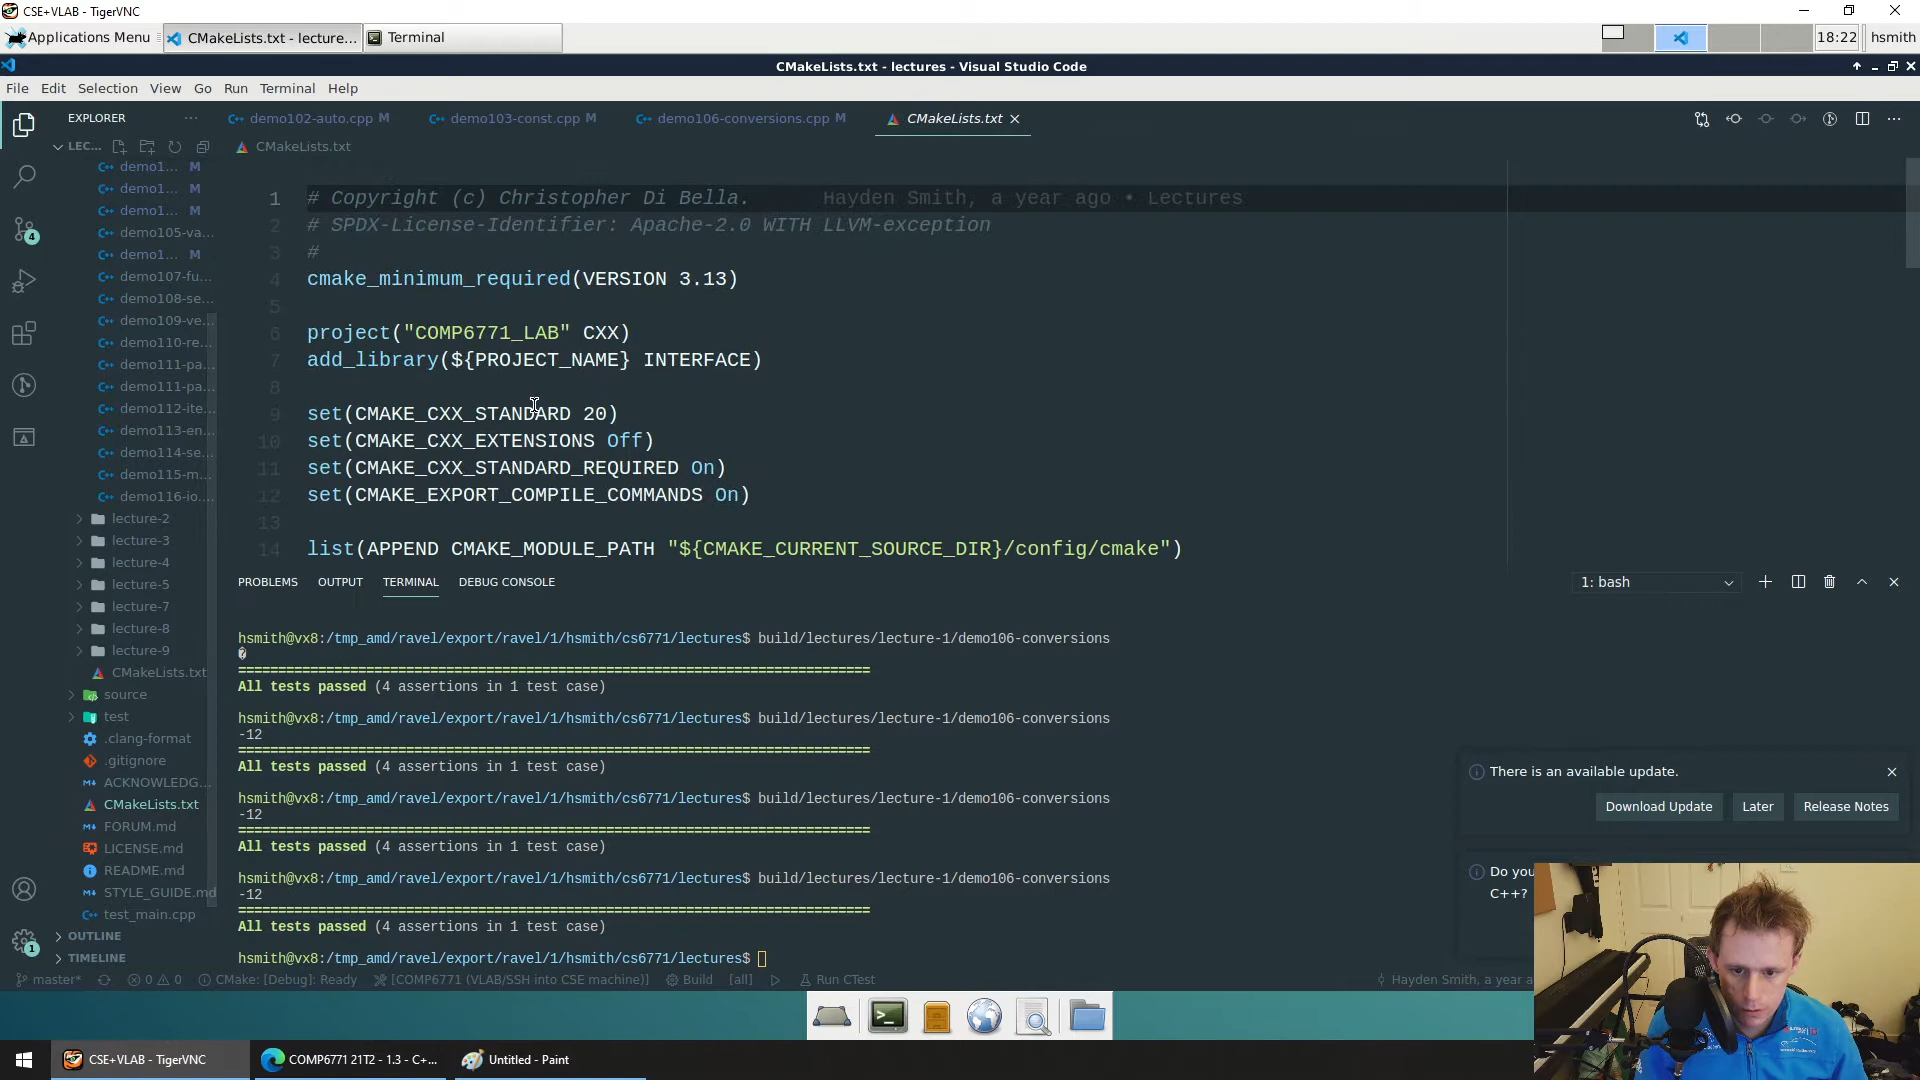 CSE+VLAB - TigerVNC
Applications Menu
CMakeLists.txt - lecture...
Terminal
18:22
hsmith
CMakeLists.txt - lectures - Visual Studio Code
File Edit Selection View Go Run Terminal Help
EXPLORER
demo102-auto.cpp M
demo103-const.cpp M
demo106-conversions.cpp M
CMakeLists.txt
LEC...
CMakeLists.txt
demo1... M
demo1... M
demo1... M
demo105-va...
demo1... M
demo107-fu...
demo108-se...
demo109-ve...
demo110-re...
demo111-pa...
demo111-pa...
demo112-ite...
demo113-en...
demo114-se...
demo115-m...
demo116-io....
lecture-2
lecture-3
lecture-4
lecture-5
lecture-7
lecture-8
lecture-9
CMakeLists.txt
source
test
.clang-format
.gitignore
ACKNOWLEDG...
CMakeLists.txt
FORUM.md
LICENSE.md
README.md
STYLE_GUIDE.md
test_main.cpp
OUTLINE
TIMELINE
4
1
1 # Copyright (c) Christopher Di Bella. Hayden Smith, a year ago • Lectures
2 # SPDX-License-Identifier: Apache-2.0 WITH LLVM-exception
3 #
4 cmake_minimum_required(VERSION 3.13)
5
6 project("COMP6771_LAB" CXX)
7 add_library(${PROJECT_NAME} INTERFACE)
8
9 set(CMAKE_CXX_STANDARD 20)
10 set(CMAKE_CXX_EXTENSIONS Off)
11 set(CMAKE_CXX_STANDARD_REQUIRED On)
12 set(CMAKE_EXPORT_COMPILE_COMMANDS On)
13
14 list(APPEND CMAKE_MODULE_PATH "${CMAKE_CURRENT_SOURCE_DIR}/config/cmake")
PROBLEMS OUTPUT TERMINAL DEBUG CONSOLE
1: bash
hsmith@vx8:/tmp_amd/ravel/export/ravel/1/hsmith/cs6771/lectures$ build/lectures/lecture-1/demo106-conversions
�
===============================================================================
All tests passed (4 assertions in 1 test case)
hsmith@vx8:/tmp_amd/ravel/export/ravel/1/hsmith/cs6771/lectures$ build/lectures/lecture-1/demo106-conversions
-12
===============================================================================
All tests passed (4 assertions in 1 test case)
hsmith@vx8:/tmp_amd/ravel/export/ravel/1/hsmith/cs6771/lectures$ build/lectures/lecture-1/demo106-conversions
-12
===============================================================================
All tests passed (4 assertions in 1 test case)
hsmith@vx8:/tmp_amd/ravel/export/ravel/1/hsmith/cs6771/lectures$ build/lectures/lecture-1/demo106-conversions
-12
===============================================================================
All tests passed (4 assertions in 1 test case)
hsmith@vx8:/tmp_amd/ravel/export/ravel/1/hsmith/cs6771/lectures$
There is an available update.
Download Update
Later
Release Notes
Do you
C++?
master* 0 0 CMake: [Debug]: Ready [COMP6771 (VLAB/SSH into CSE machine)] Build [all] Run CTest Hayden Smith, a year a
CSE+VLAB - TigerVNC
COMP6771 21T2 - 1.3 - C+...
Untitled - Paint